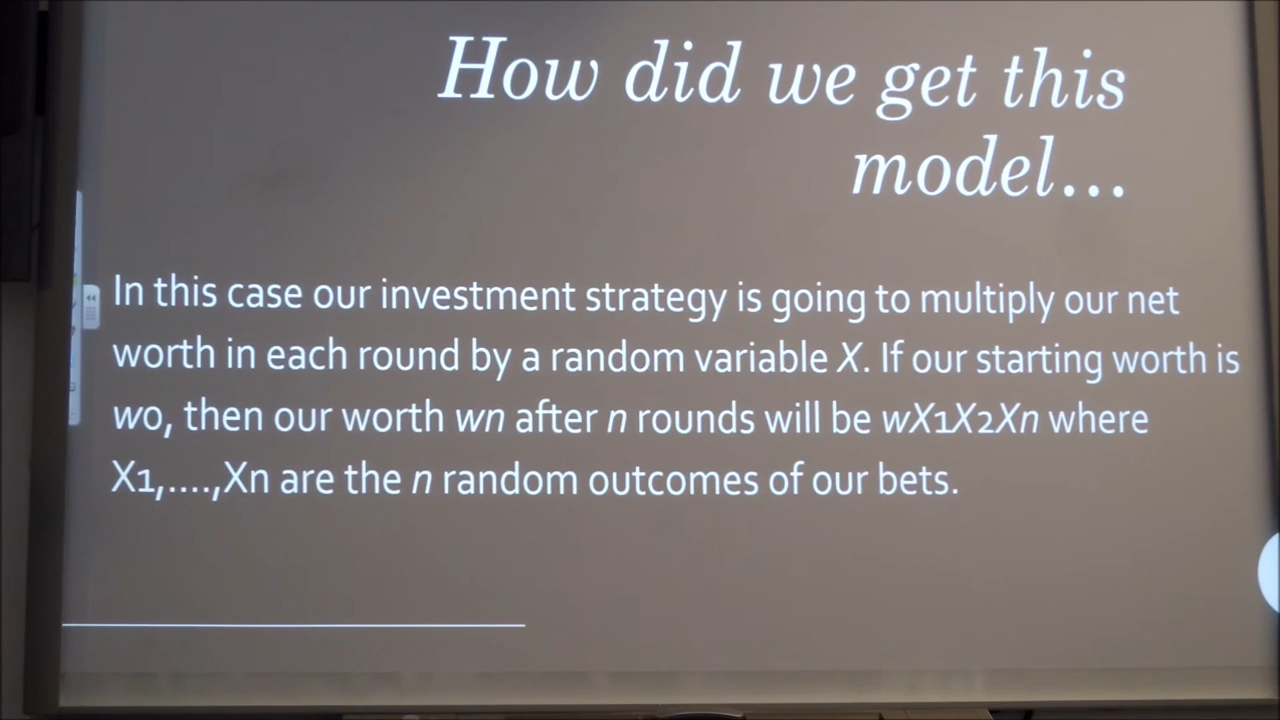 How did we get this
model...
In this case our investment strategy is going to multiply our net
worth in each round by a random variable X. If our starting worth is
w0, then our worth wn after n rounds will be wX1X2Xn where
X1,....,Xn are the n random outcomes of our bets.